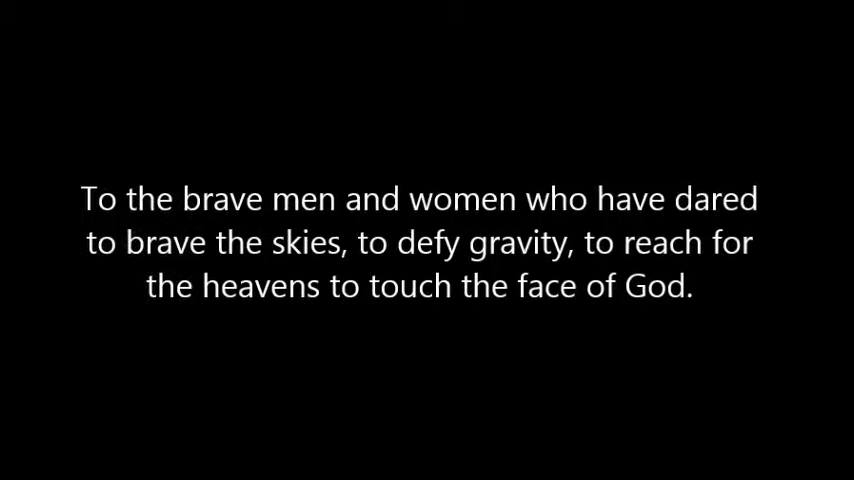 To the brave men and women who have dared
to brave the skies, to defy gravity, to reach for
the heavens to touch the face of God.